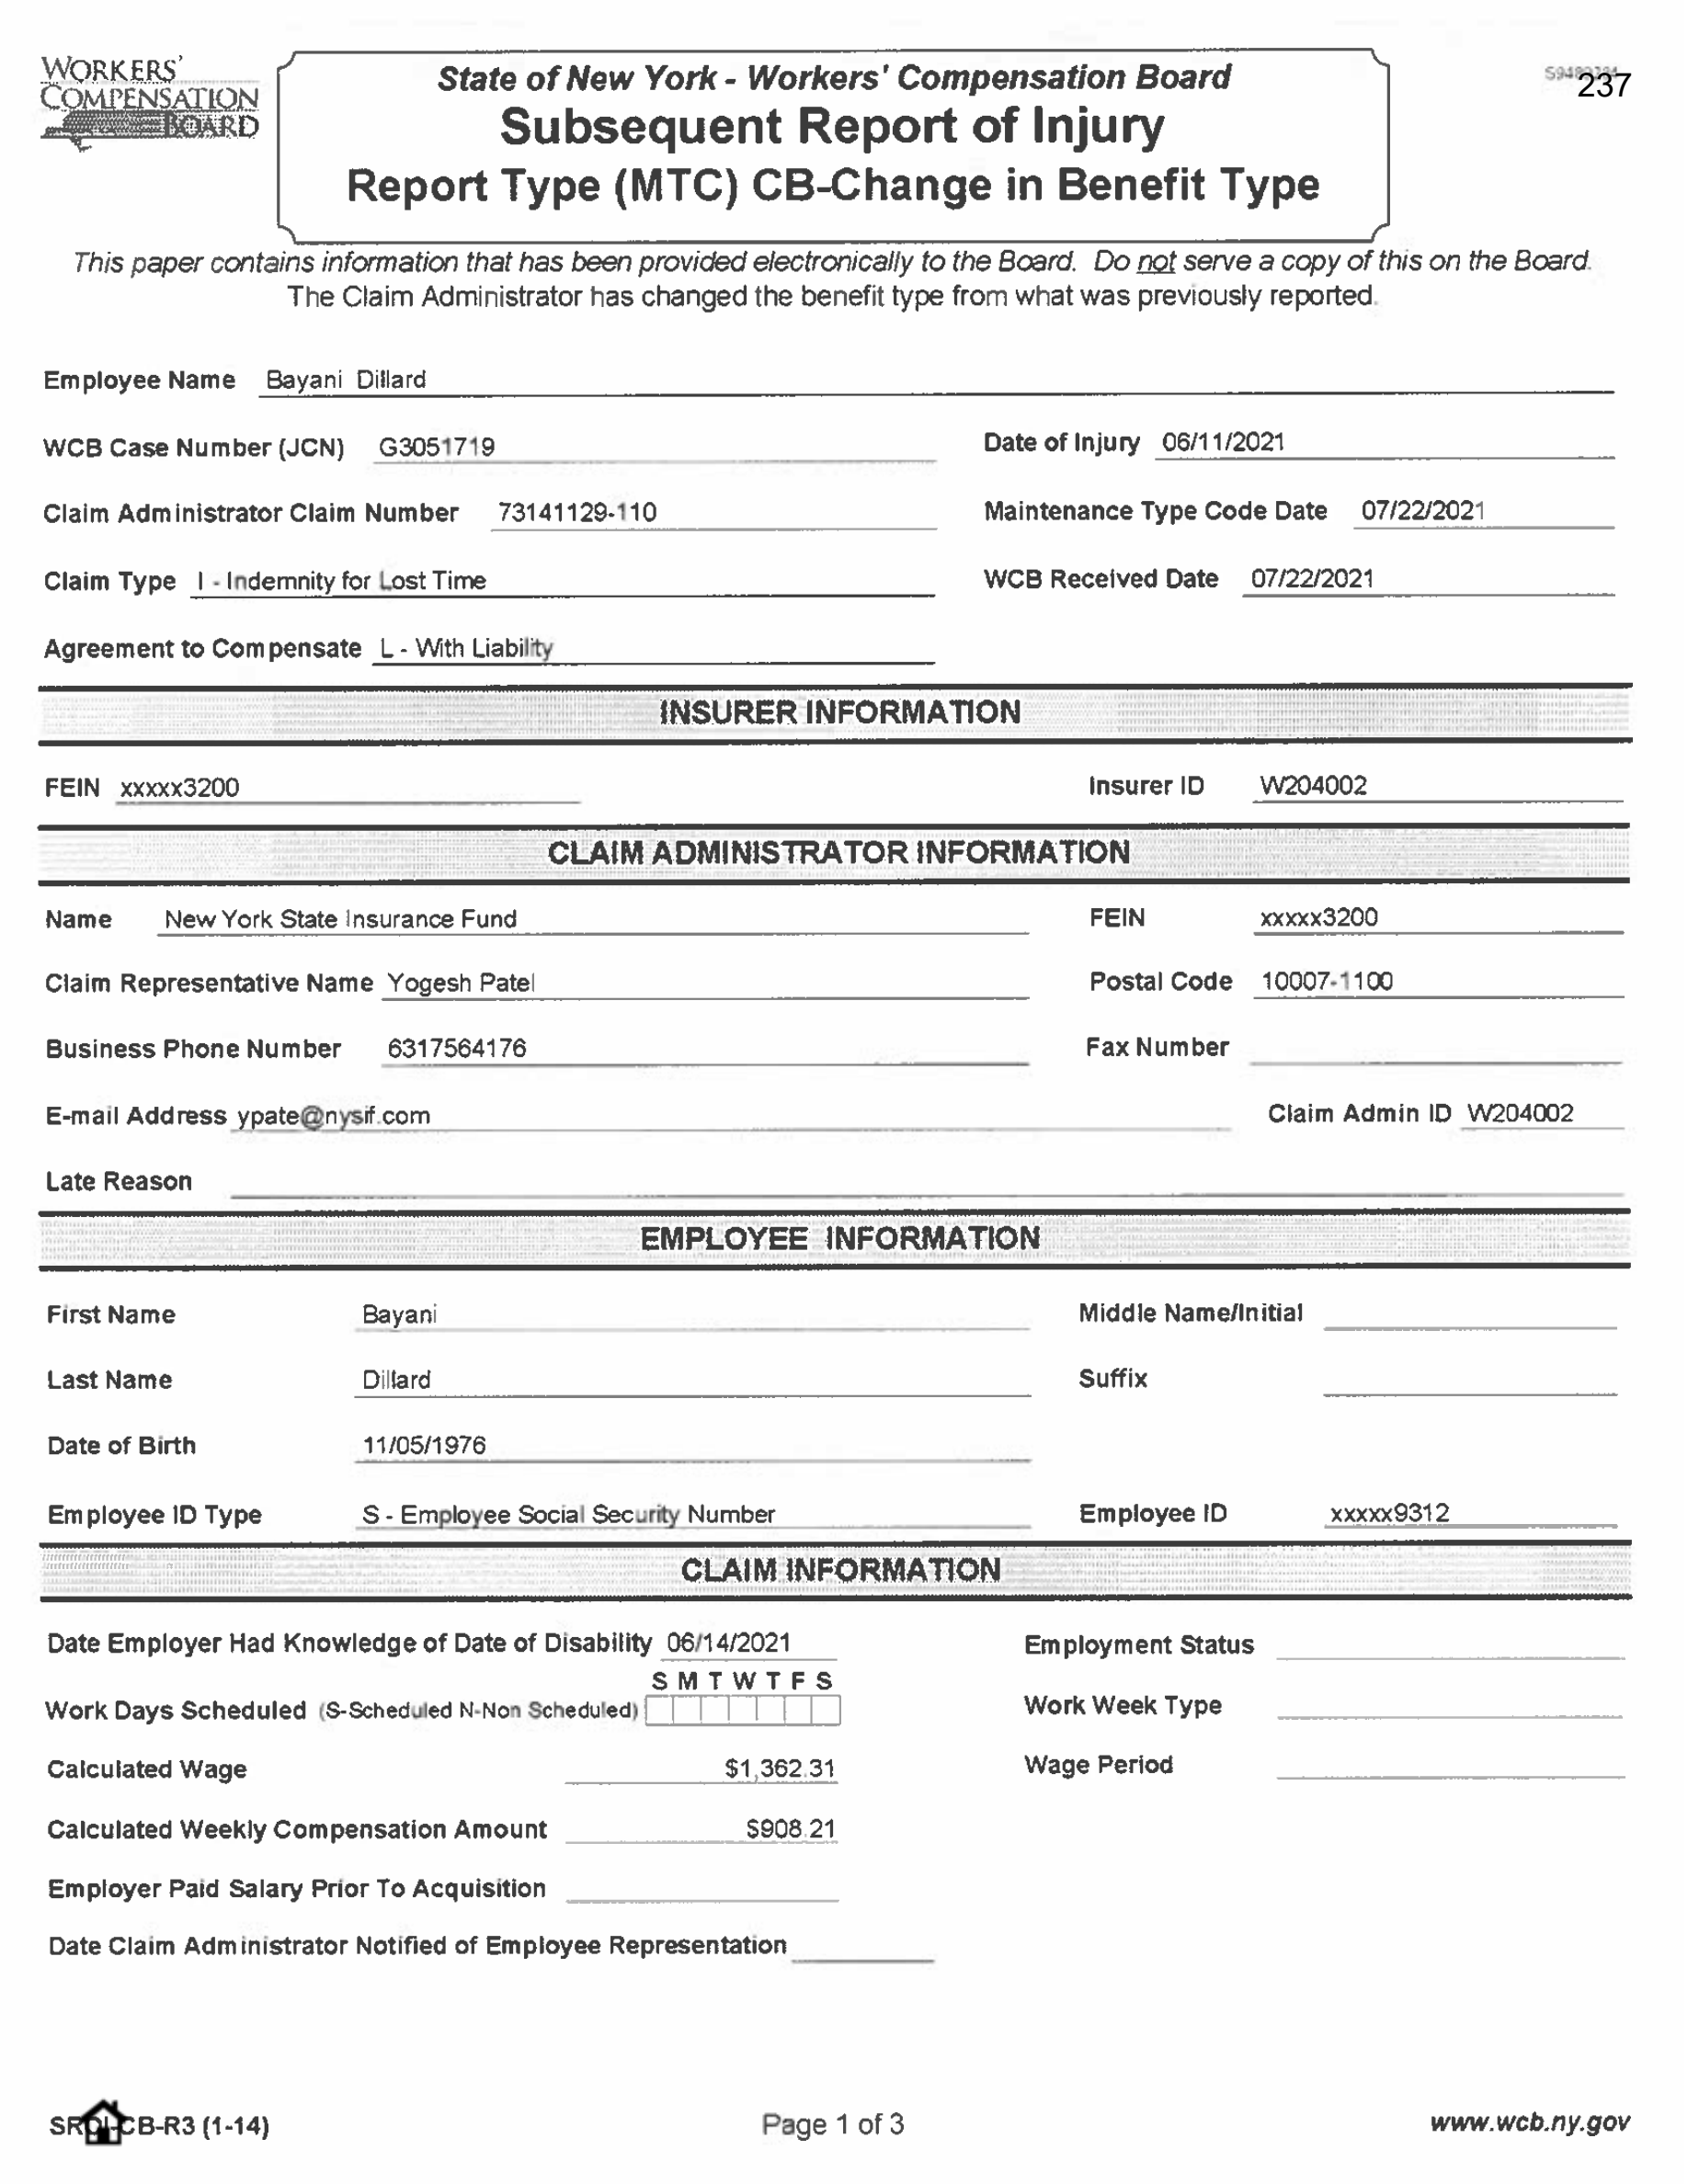 WORKERS'
COMPENSATION
BOARD
State of New York - Workers' Compensation Board
237
Subsequent Report of Injury
Report Type (MTC) CB-Change in Benefit Type
This paper contains information that has been provided electronically to the Board. Do not serve a copy of this on the Board.
The Claim Administrator has changed the benefit type from what was previously reported.
Employee Name Bayani Dillard
WCB Case Number (JCN) G3051719 Date of Injury 06/11/2021
Claim Administrator Claim Number 73141129-110 Maintenance Type Code Date 07/22/2021
Claim Type I - Indemnity for Lost Time WCB Received Date 07/22/2021
Agreement to Compensate L - With Liability
INSURER INFORMATION
FEIN xxxxx3200 Insurer ID W204002
CLAIM ADMINISTRATOR INFORMATION
Name New York State Insurance Fund FEIN xxxxx3200
Claim Representative Name Yogesh Patel Postal Code 10007-1100
Business Phone Number 6317564176 Fax Number
E-mail Address ypate@nysif.com Claim Admin ID W204002
Late Reason
EMPLOYEE INFORMATION
First Name Bayani Middle Name/Initial
Last Name Dillard Suffix
Date of Birth 11/05/1976
Employee ID Type S - Employee Social Security Number Employee ID xxxxx9312
CLAIM INFORMATION
Date Employer Had Knowledge of Date of Disability 06/14/2021 Employment Status
S M T W T F S
Work Days Scheduled (S-Scheduled N-Non Scheduled) Work Week Type
Calculated Wage $1,362.31 Wage Period
Calculated Weekly Compensation Amount $908.21
Employer Paid Salary Prior To Acquisition
Date Claim Administrator Notified of Employee Representation
SROI-CB-R3 (1-14) Page 1 of 3 www.wcb.ny.gov